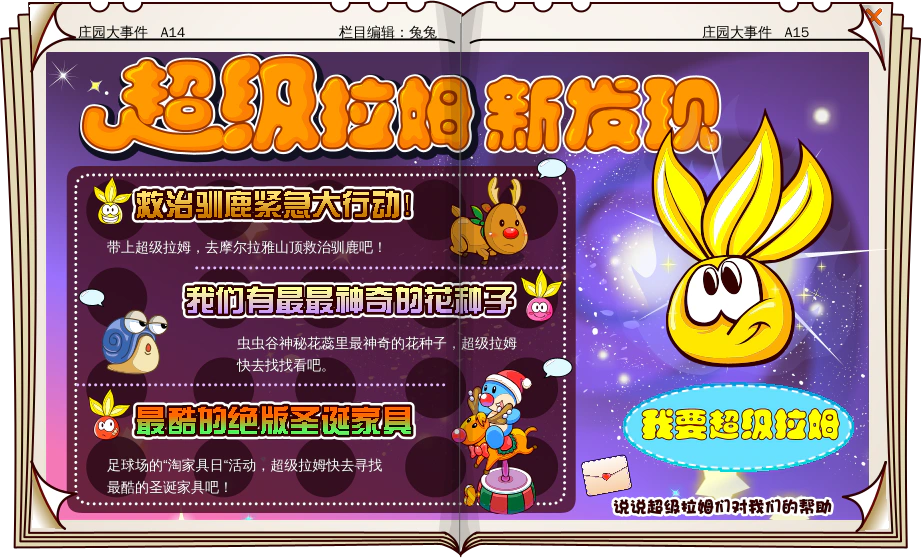 庄园大事件 A14
栏目编辑：兔兔
庄园大事件 A15
超级拉姆新发现
救治驯鹿紧急大行动！
带上超级拉姆，去摩尔拉雅山顶救治驯鹿吧！
我们有最最神奇的花种子
虫虫谷神秘花蕊里最神奇的花种子，超级拉姆
快去找找看吧。
最酷的绝版圣诞家具
足球场的“淘家具日“活动，超级拉姆快去寻找
最酷的圣诞家具吧！
我要超级拉姆
说说超级拉姆们对我们的帮助